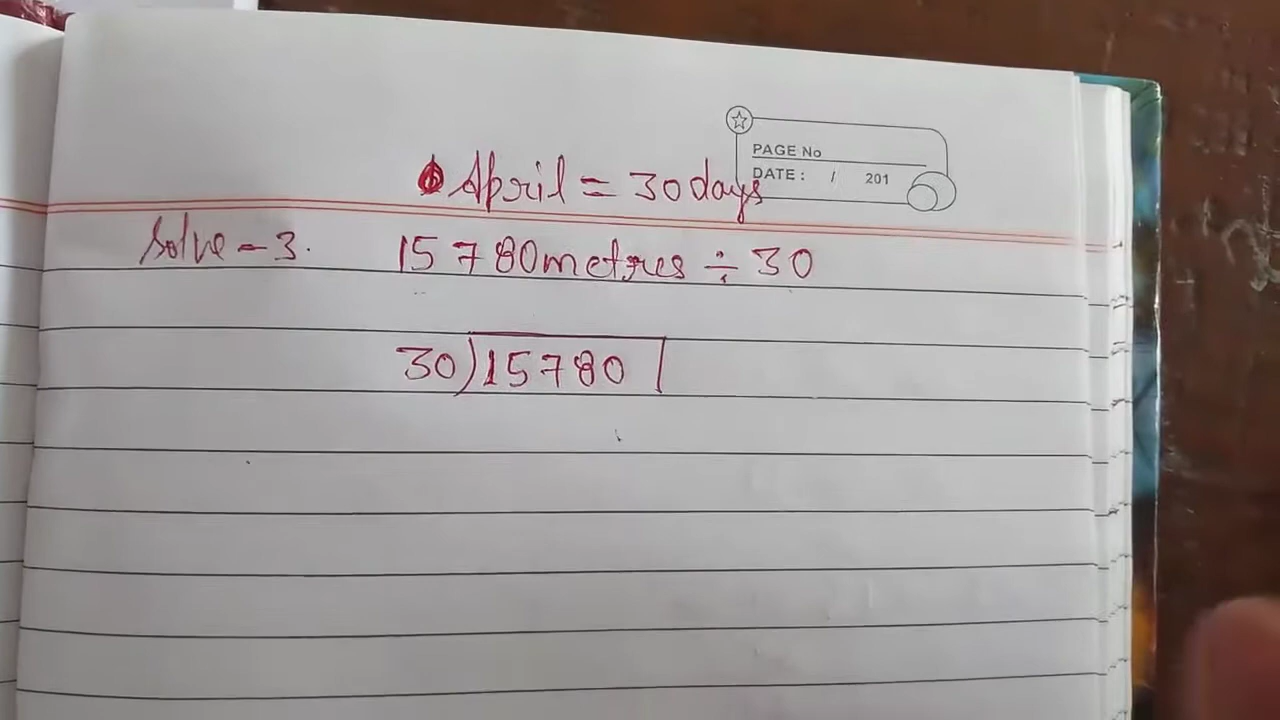 PAGE No
DATE: / 201
April = 30 days
Solve - 3. 15780 metres ÷ 30
30)15780